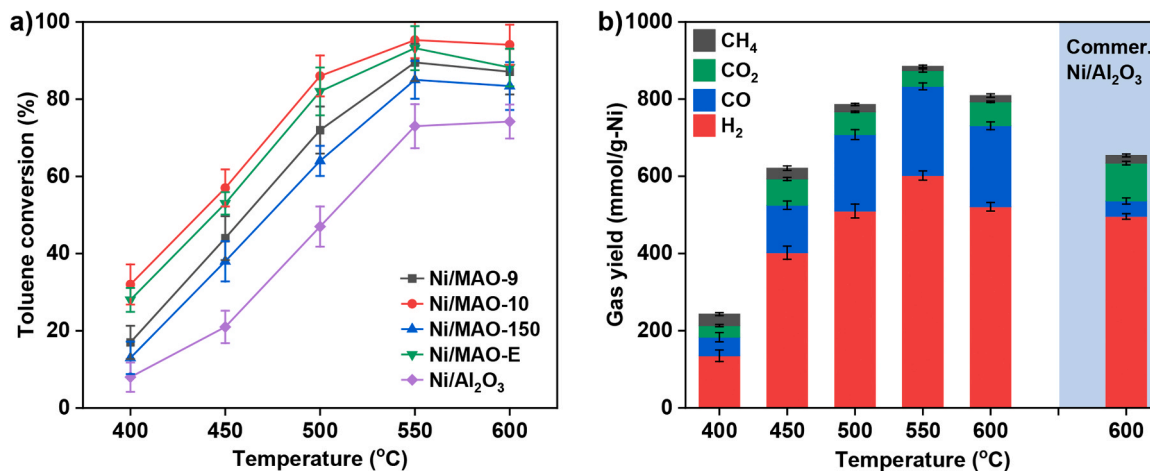 a)
Toluene conversion (%)
100
80
60
40
20
0
Ni/MAO-9
Ni/MAO-10
Ni/MAO-150
Ni/MAO-E
Ni/Al₂O₃
400 450 500 550 600
Temperature (°C)
b)
Gas yield (mmol/g-Ni)
1000
800
600
400
200
0
CH₄
CO₂
CO
H₂
Commer.
Ni/Al₂O₃
400 450 500 550 600 600
Temperature (°C)